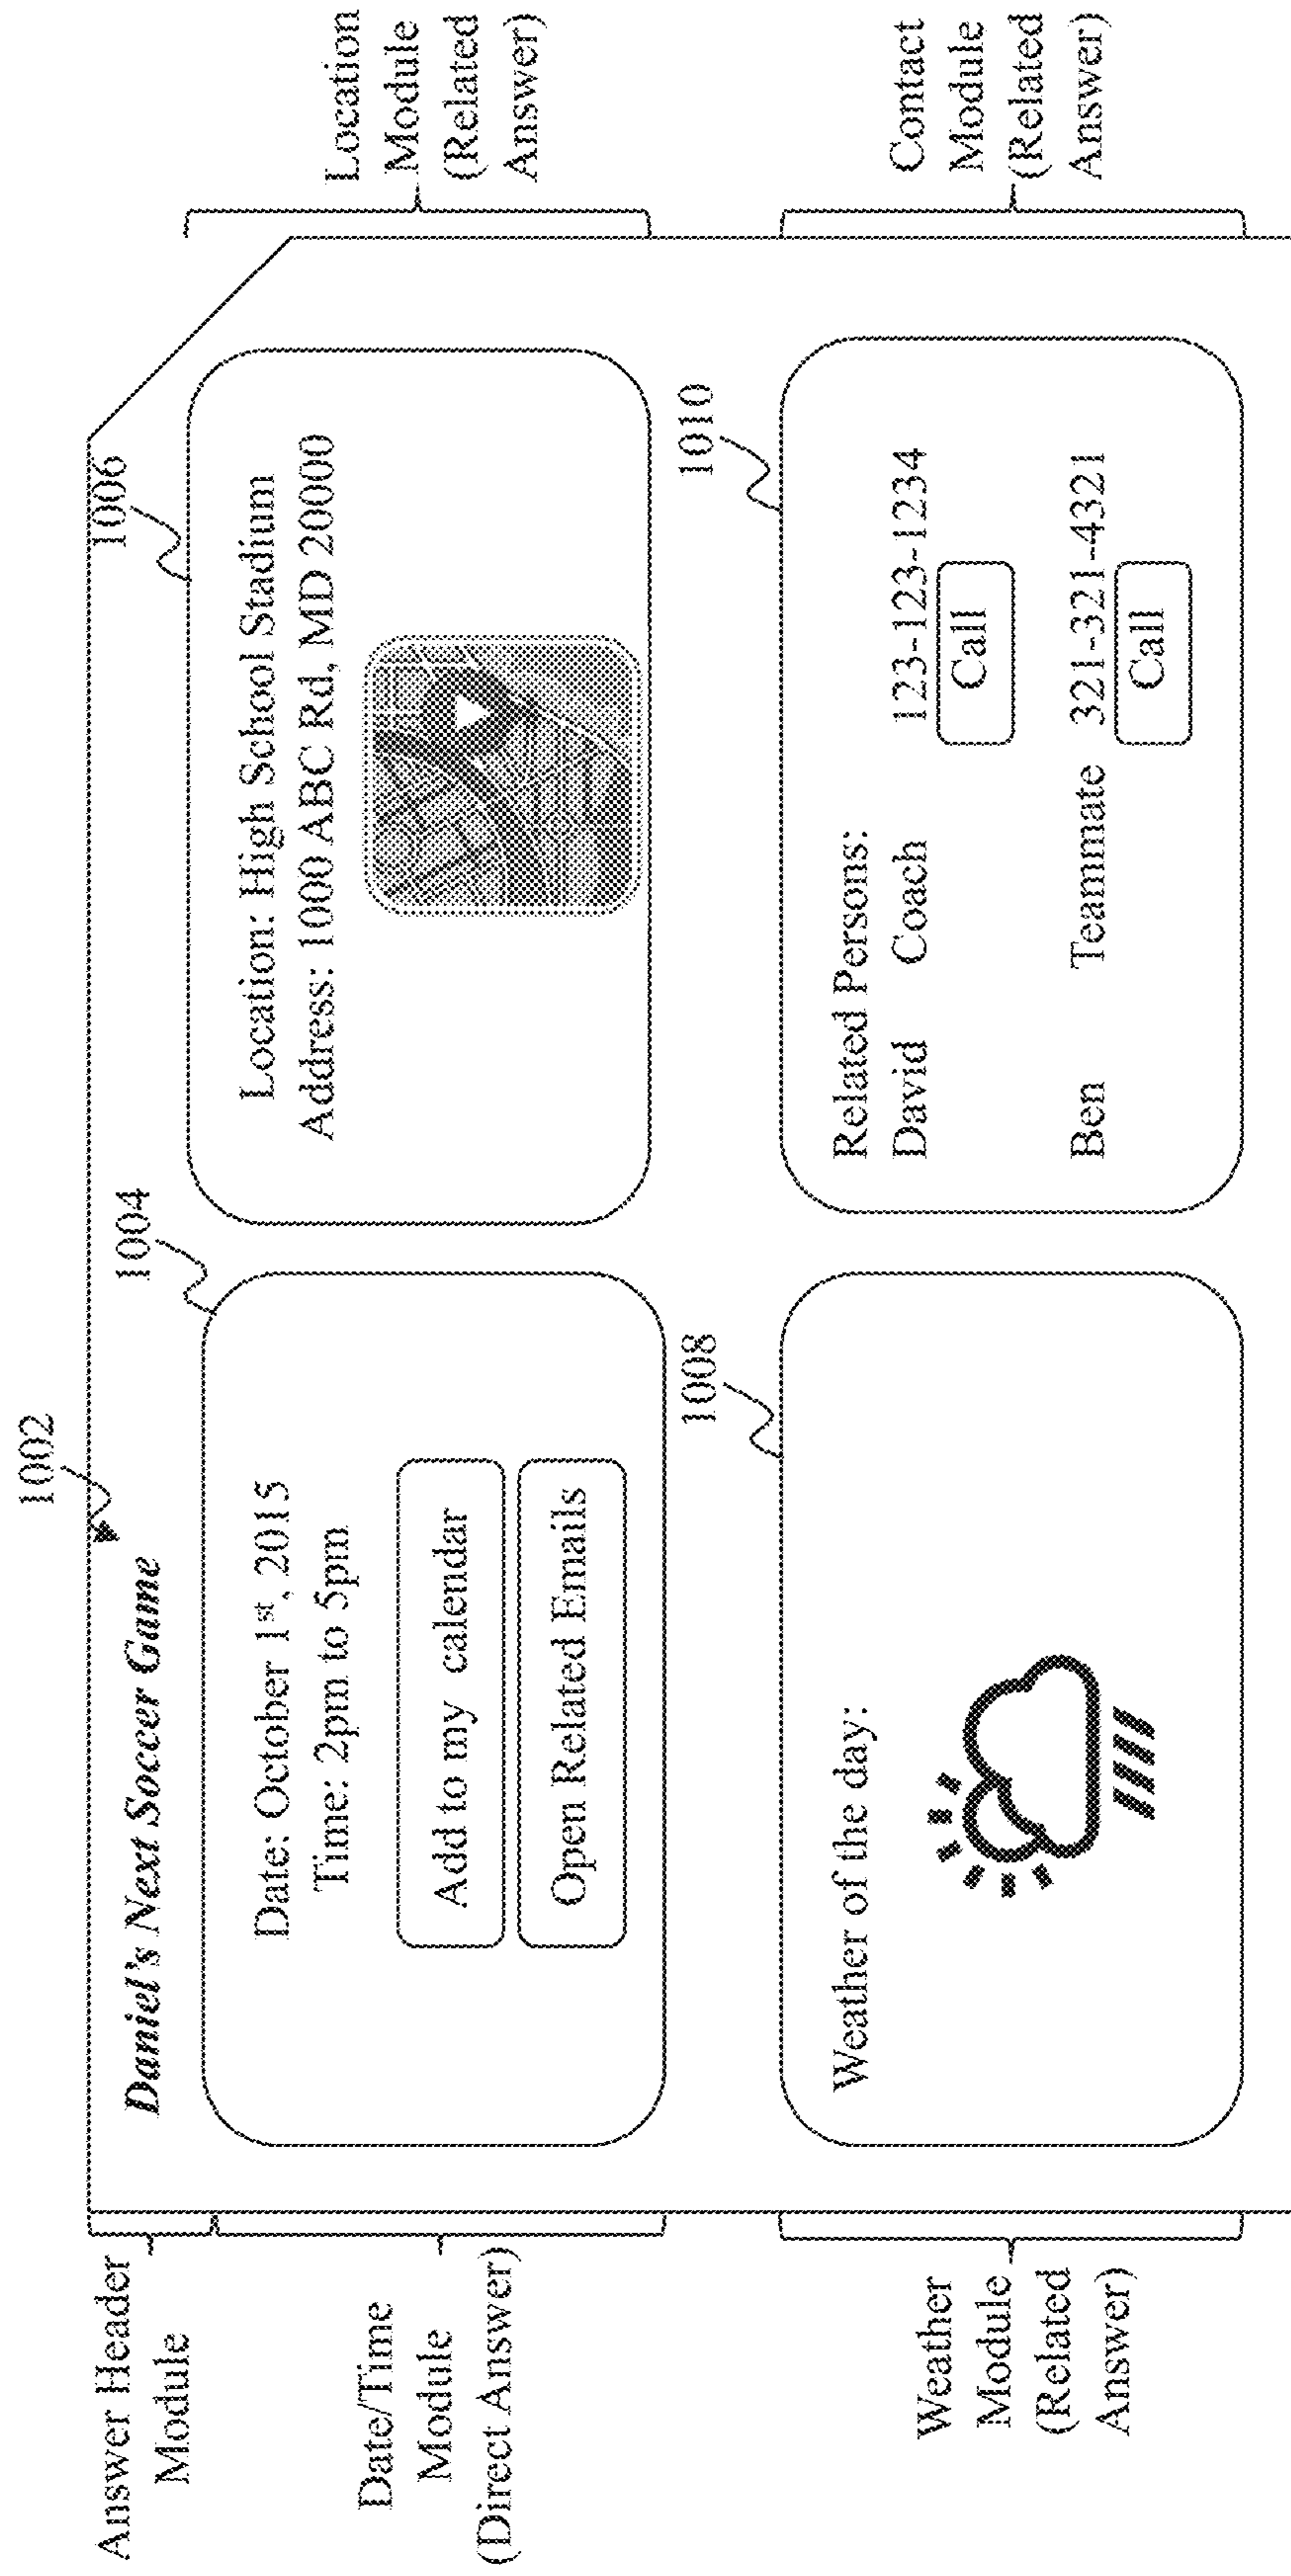 1002
Answer Header
Module
Daniel's Next Soccer Game
Date/Time
Module
(Direct Answer)
1004
Date: October 1st, 2015
Time: 2pm to 5pm
Add to my calendar
Open Related Emails
1006
Location: High School Stadium
Address: 1000 ABC Rd, MD 20000
Location
Module
(Related
Answer)
Weather
Module
(Related
Answer)
1008
Weather of the day:
1010
Related Persons:
David Coach 123-123-1234
Call
Ben Teammate 321-321-4321
Call
Contact
Module
(Related
Answer)